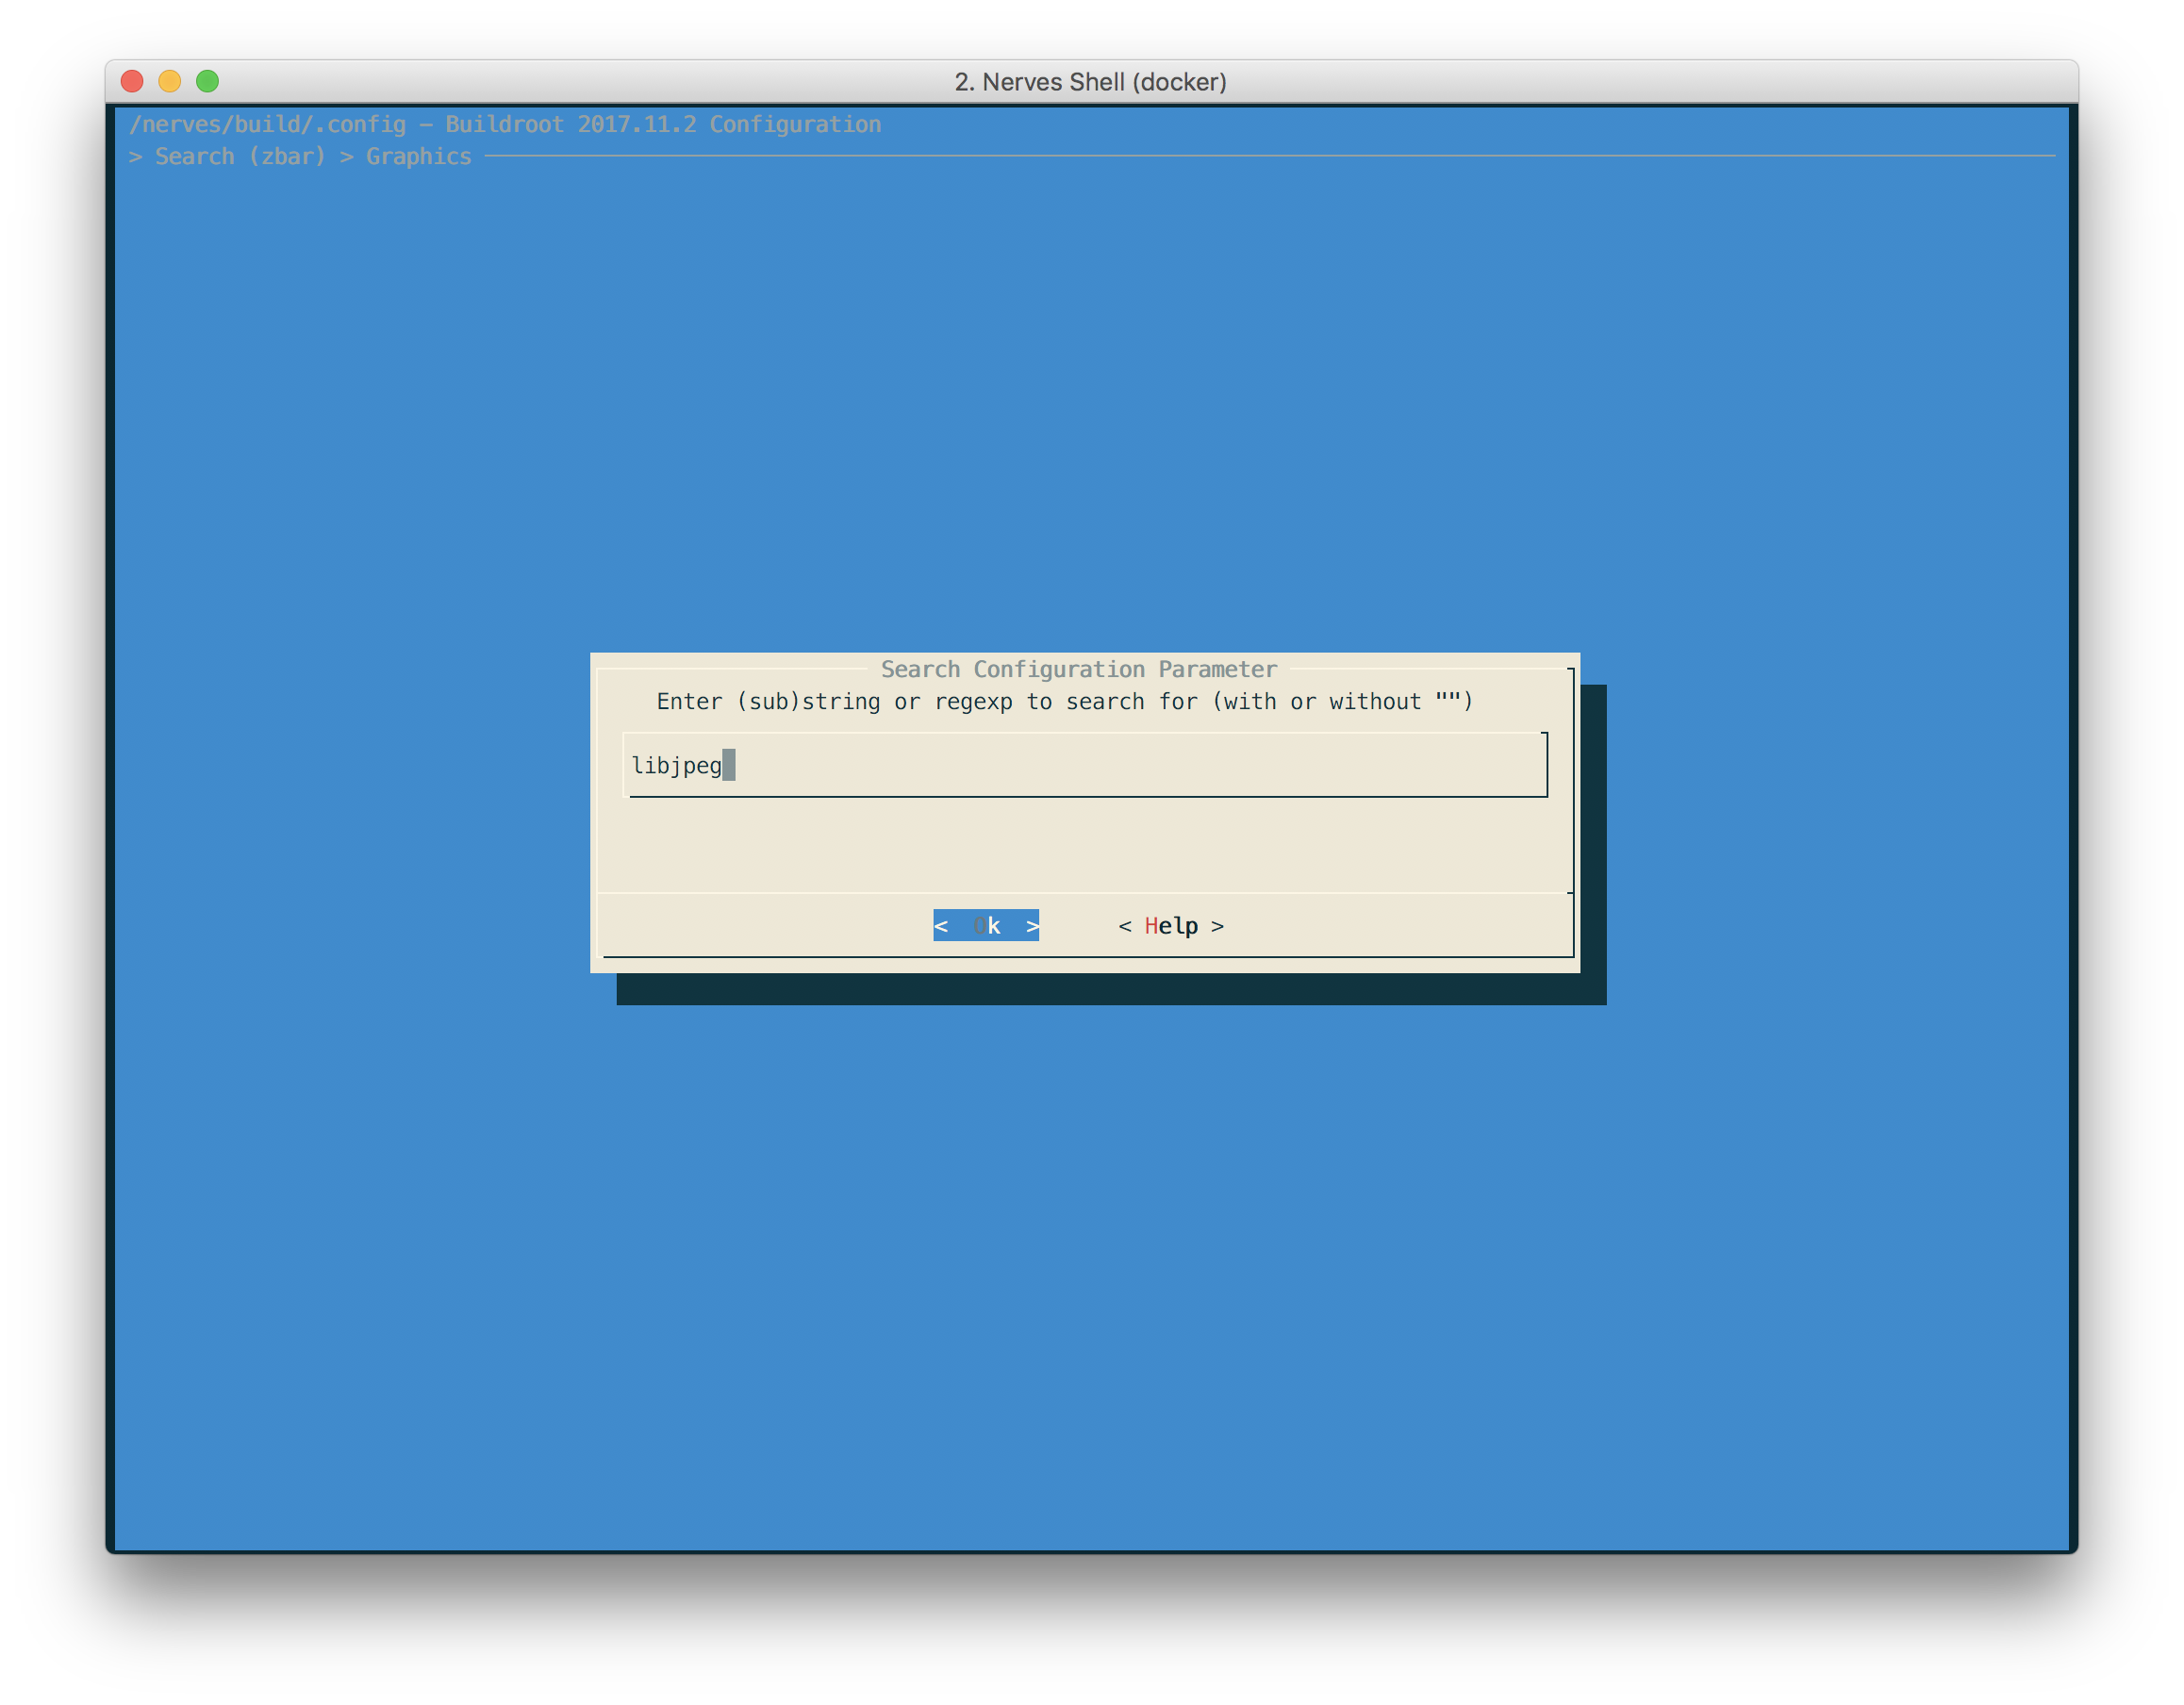 2. Nerves Shell (docker)
/nerves/build/.config - Buildroot 2017.11.2 Configuration
> Search (zbar) > Graphics
Search Configuration Parameter
Enter (sub)string or regexp to search for (with or without "")
libjpeg
< Ok > < Help >